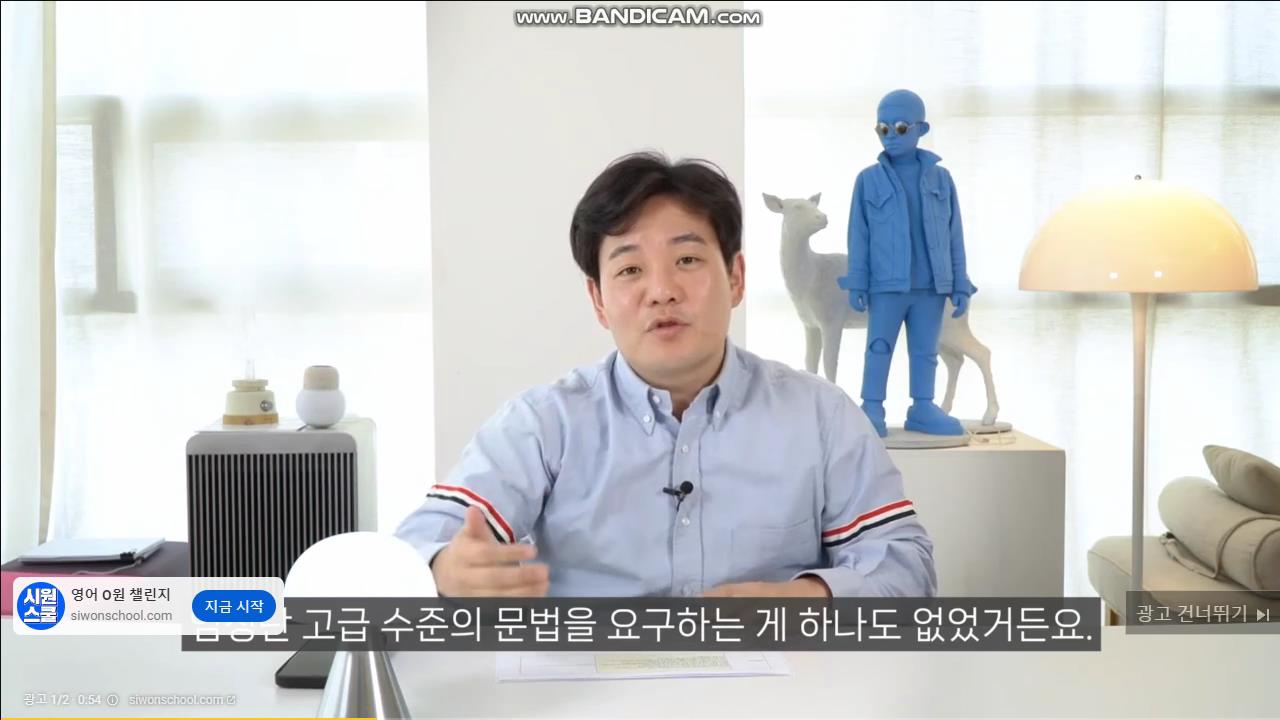 www.BANDICAM.com
시원
스쿨
영어 0원 챌린지
siwonschool.com
지금 시작
고급 수준의 문법을 요구하는 게 하나도 없었거든요.
광고 건너뛰기
광고 1/2 · 0:54
siwonschool.com